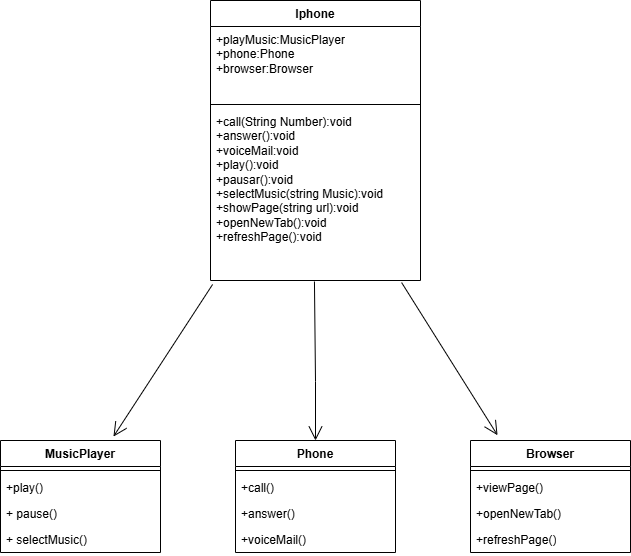 Iphone
+playMusic:MusicPlayer
+phone:Phone
+browser:Browser
+call(String Number):void
+answer():void
+voiceMail:void
+play():void
+pausar():void
+selectMusic(string Music):void
+showPage(string url):void
+openNewTab():void
+refreshPage():void
MusicPlayer
+play()
+ pause()
+ selectMusic()
Phone
+call()
+answer()
+voiceMail()
Browser
+viewPage()
+openNewTab()
+refreshPage()